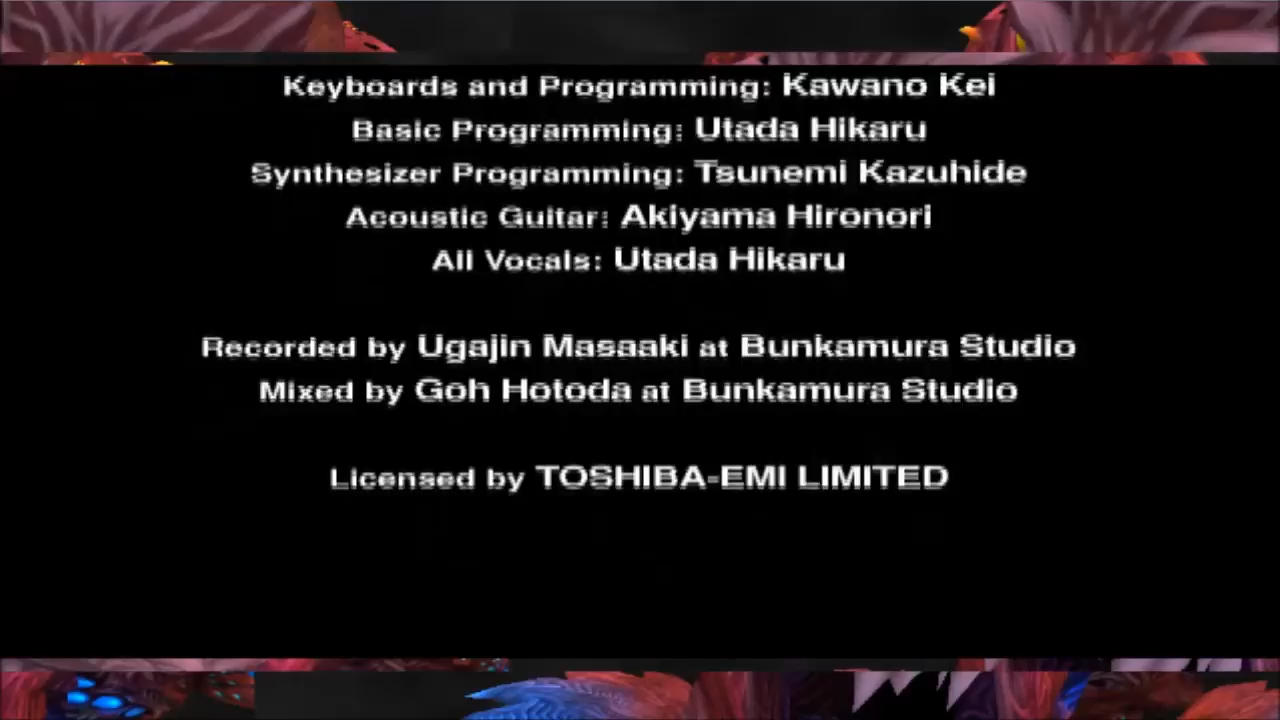 Keyboards and Programming: Kawano Kei
Basic Programming: Utada Hikaru
Synthesizer Programming: Tsunemi Kazuhide
Acoustic Guitar: Akiyama Hironori
All Vocals: Utada Hikaru
Recorded by Ugajin Masaaki at Bunkamura Studio
Mixed by Goh Hotoda at Bunkamura Studio
Licensed by TOSHIBA-EMI LIMITED